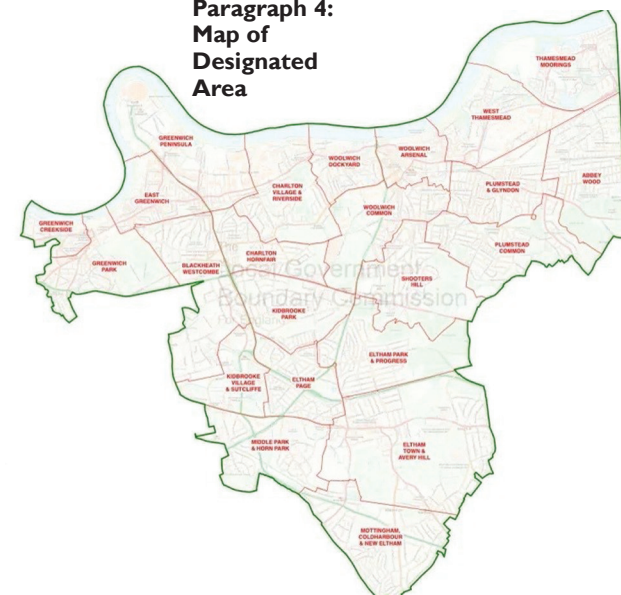 Paragraph 4:
Map of
Designated
Area
THAMESMEAD
MOORINGS
WEST
THAMESMEAD
GREENWICH
PENINSULA
WOOLWICH
DOCKYARD
WOOLWICH
ARSENAL
ABBEY
WOOD
PLUMSTEAD
& GLYNDON
EAST
GREENWICH
CHARLTON
VILLAGE &
RIVERSIDE
WOOLWICH
COMMON
GREENWICH
CREEKSIDE
PLUMSTEAD
COMMON
GREENWICH
PARK
BLACKHEATH
WESTCOMBE
CHARLTON
HORNFAIR
SHOOTERS
HILL
Local Government
Boundary Commission
For England
KIDBROOKE
PARK
ELTHAM PARK
& PROGRESS
KIDBROOKE
VILLAGE
& SUTCLIFFE
ELTHAM
PAGE
MIDDLE PARK
& HORN PARK
ELTHAM
TOWN &
AVERY HILL
MOTTINGHAM,
COLDHARBOUR
& NEW ELTHAM